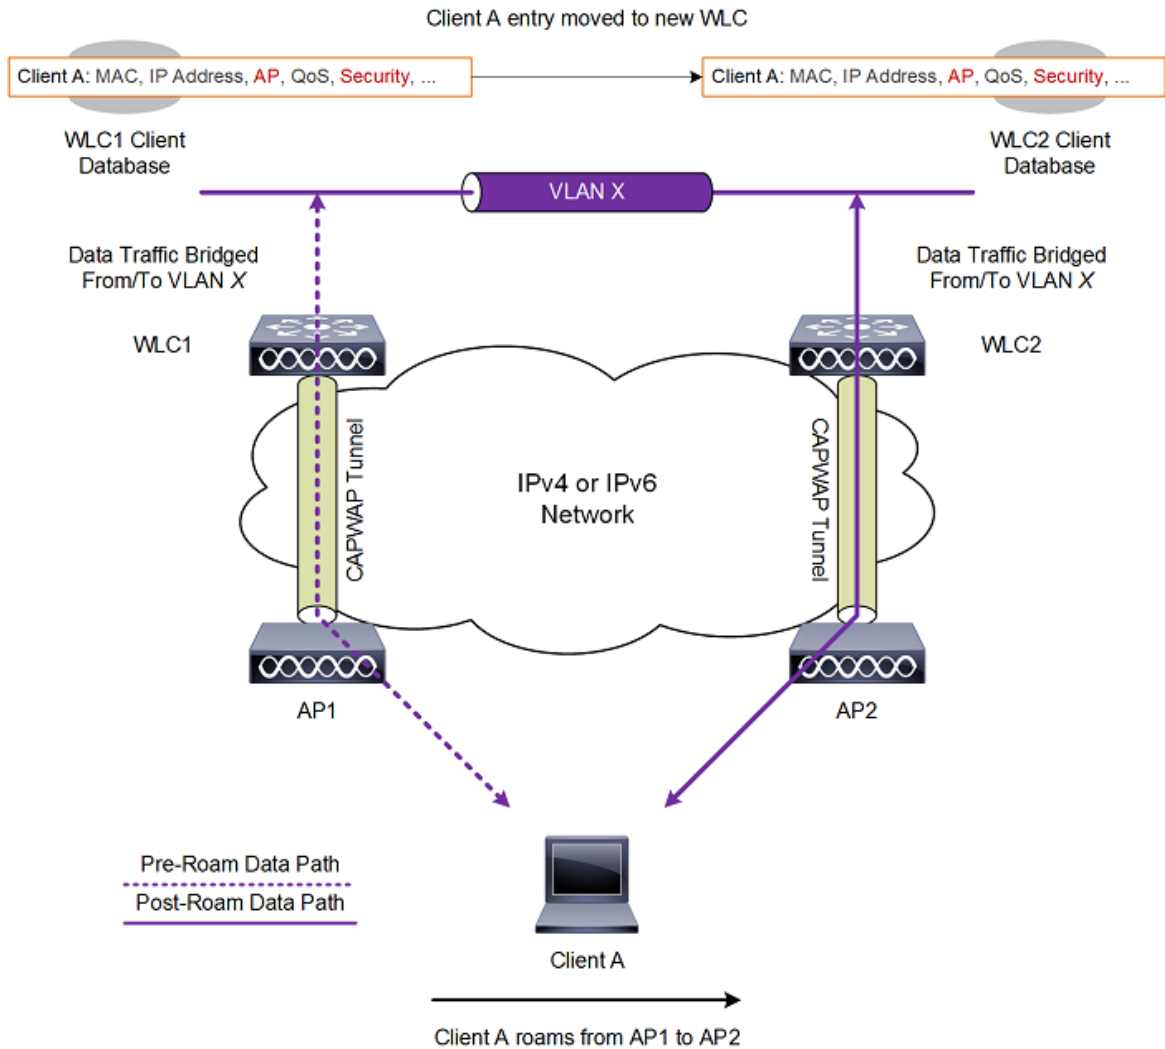 Client A entry moved to new WLC
Client A: MAC, IP Address, AP, QoS, Security, ...
Client A: MAC, IP Address, AP, QoS, Security, ...
WLC1 Client
Database
WLC2 Client
Database
VLAN X
Data Traffic Bridged
From/To VLAN X
Data Traffic Bridged
From/To VLAN X
WLC1
WLC2
CAPWAP Tunnel
IPv4 or IPv6
Network
CAPWAP Tunnel
AP1
AP2
Pre-Roam Data Path
Post-Roam Data Path
Client A
Client A roams from AP1 to AP2